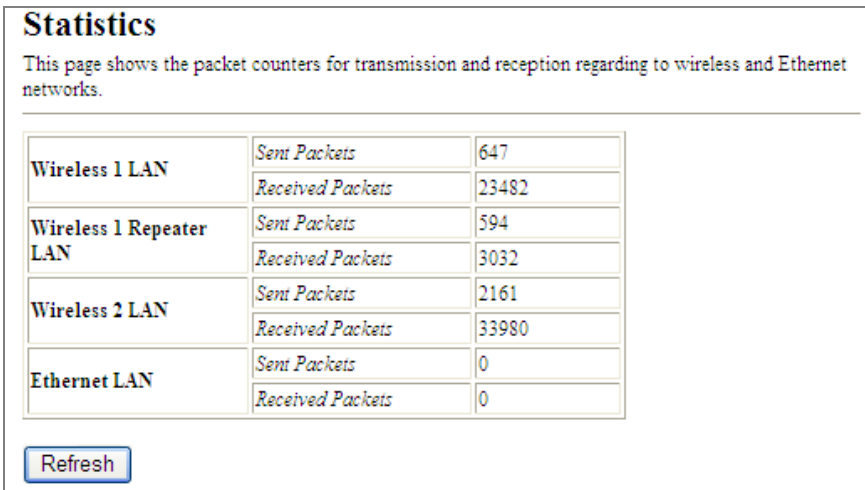 Statistics
This page shows the packet counters for transmission and reception regarding to wireless and Ethernet
networks.
Wireless 1 LAN
Sent Packets
647
Received Packets
23482
Wireless 1 Repeater
LAN
Sent Packets
594
Received Packets
3032
Wireless 2 LAN
Sent Packets
2161
Received Packets
33980
Ethernet LAN
Sent Packets
0
Received Packets
0
Refresh